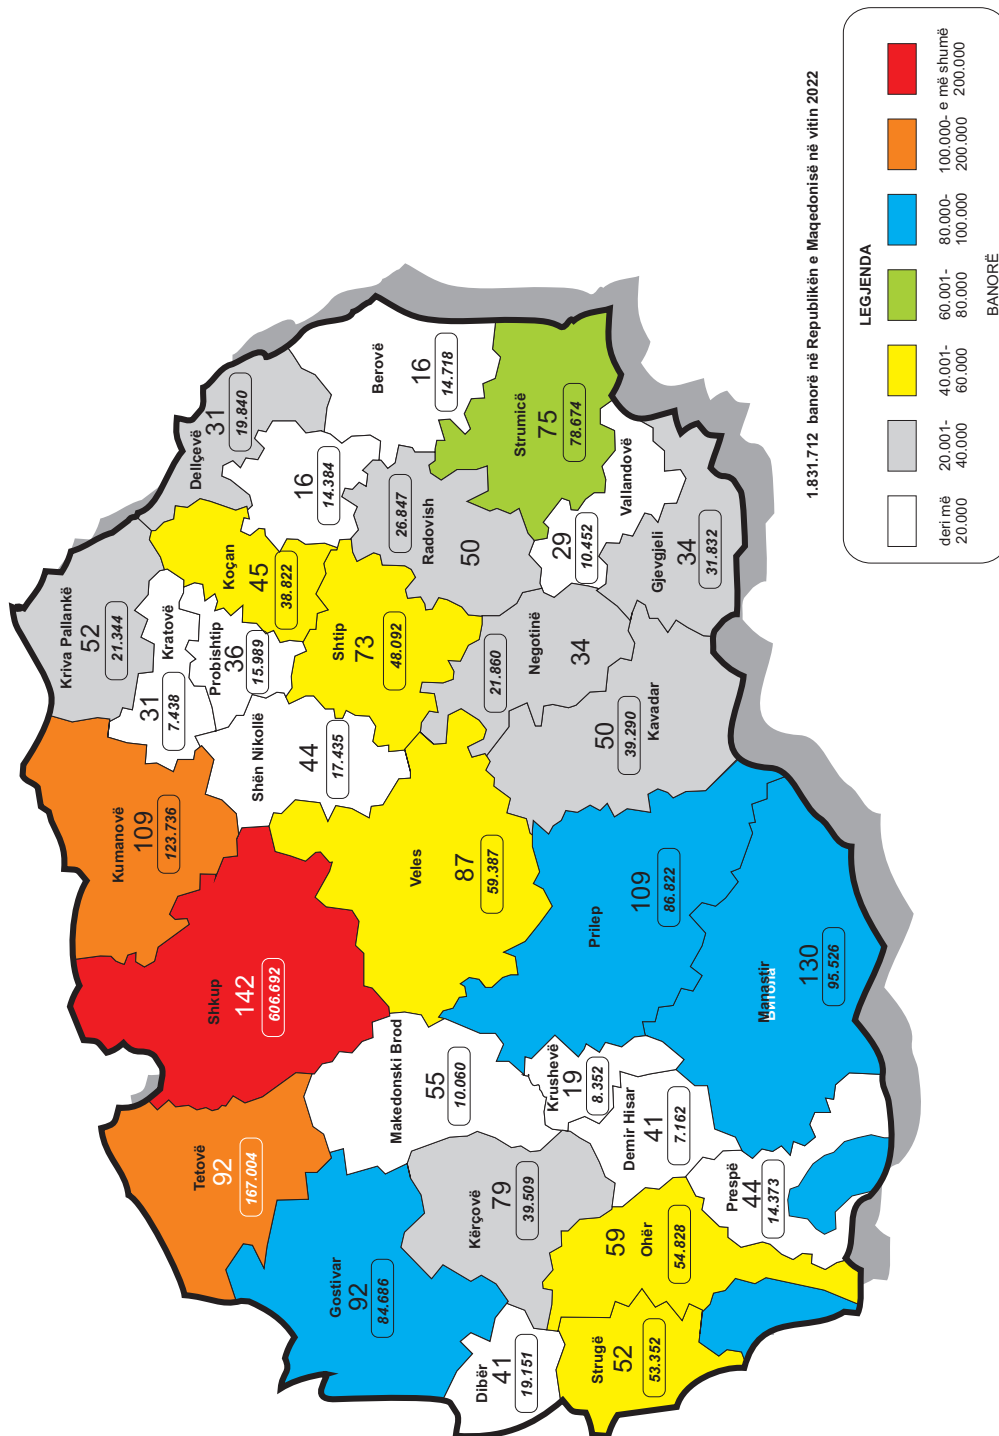 Kriva Pallankë
52
21.344
Kumanovë
109
123.736
Kratovë
31
7.438
Probishtip
36
15.989
Dellçevë
31
19.840
Koçan
45
38.822
16
14.384
Berovë
16
14.718
Shkup
142
606.692
Tetovë
92
167.004
Shën Nikollë
44
17.435
Shtip
73
48.092
Radovish
26.847
50
Strumicë
75
78.674
Gostivar
92
84.686
Veles
87
59.387
Makedonski Brod
55
10.060
Negotinë
21.860
34
Vallandovë
29
10.452
Gjevgjeli
34
31.832
Kavadar
50
39.290
Dibër
41
19.151
Kërçovë
79
39.509
Krushevë
19
8.352
Prilep
109
86.822
Demir Hisar
41
7.162
Strugë
52
53.352
Ohër
59
54.828
Prespë
44
14.373
Manastir
Битола
130
95.526
1.831.712 banorë në Republikën e Maqedonisë në vitin 2022
LEGJENDA
deri më
20.000
20.001-
40.000
40.001-
60.000
60.001-
80.000
80.000-
100.000
100.000-
200.000
e më shumë
200.000
BANORË